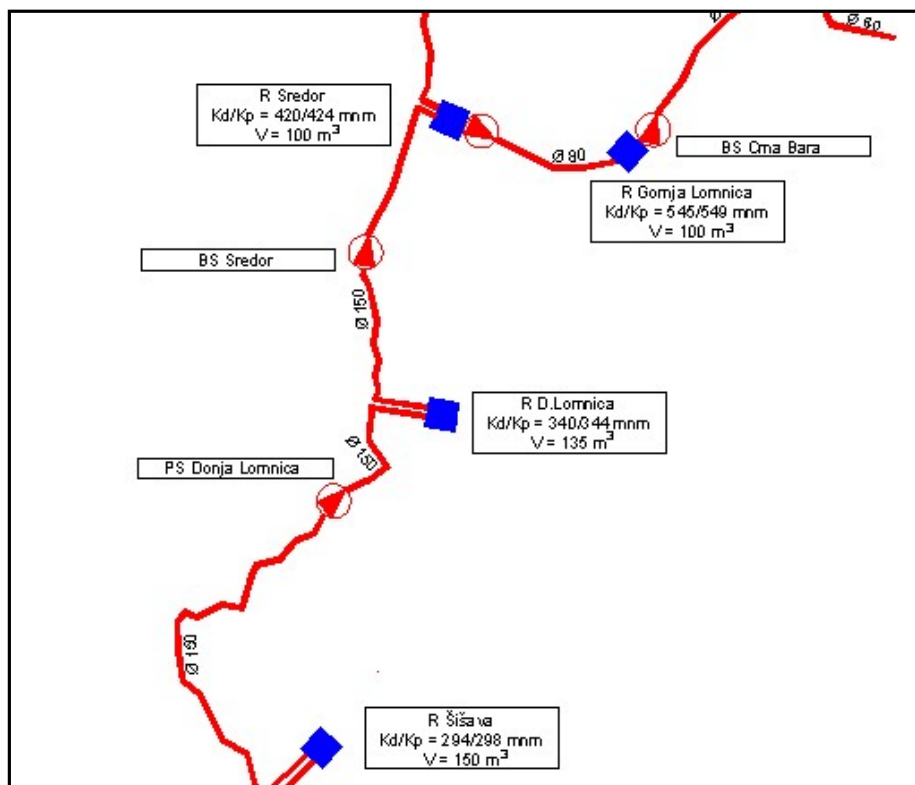 Ø 60
R Sredor
Kd/Kp = 420/424 mnm
V = 100 m³
Ø 80
BS Crna Bara
R Gornja Lomnica
Kd/Kp = 545/549 mnm
V = 100 m³
BS Sredor
Ø 150
R D.Lomnica
Kd/Kp = 340/344 mnm
V = 135 m³
Ø 150
PS Donja Lomnica
Ø 150
R Šišava
Kd/Kp = 294/298 mnm
V = 150 m³